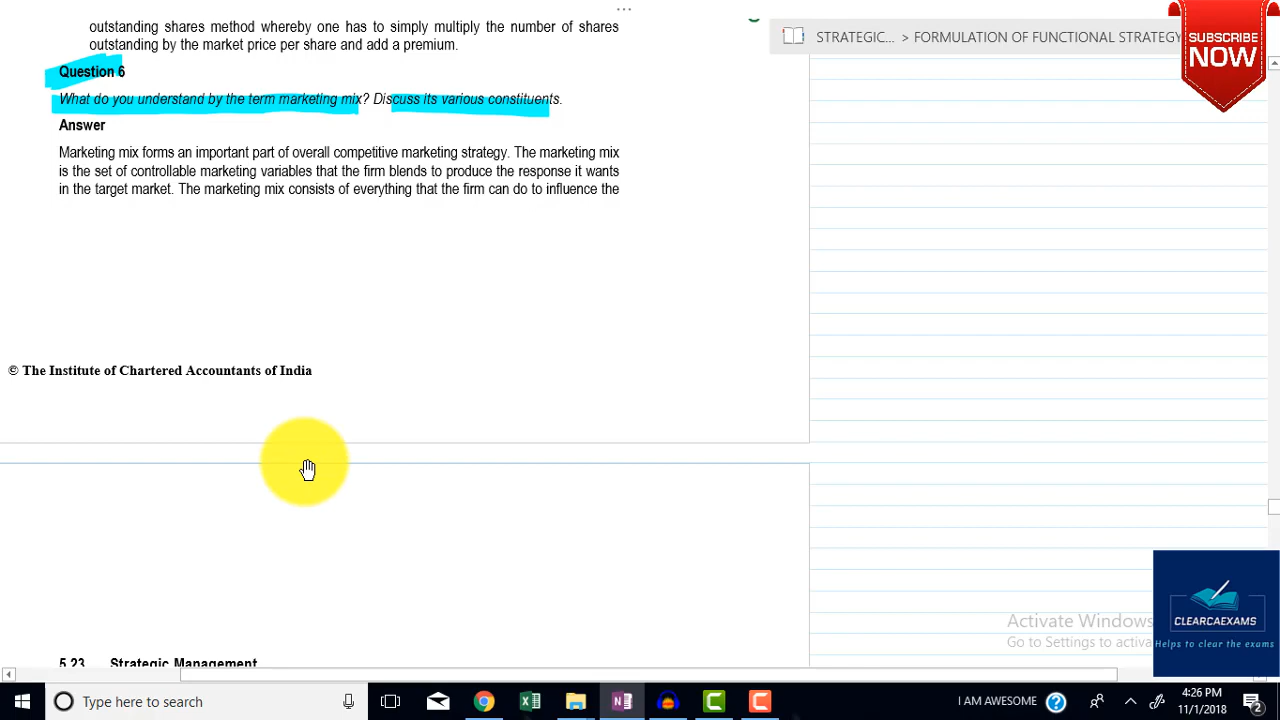 outstanding shares method whereby one has to simply multiply the number of shares
outstanding by the market price per share and add a premium.
STRATEGIC... > FORMULATION OF FUNCTIONAL STRATEGY
SUBSCRIBE
NOW
Question 6
What do you understand by the term marketing mix? Discuss its various constituents.
Answer
Marketing mix forms an important part of overall competitive marketing strategy. The marketing mix
is the set of controllable marketing variables that the firm blends to produce the response it wants
in the target market. The marketing mix consists of everything that the firm can do to influence the
© The Institute of Chartered Accountants of India
5.23 Strategic Management
Activate Windows
Go to Settings to activa
CLEARCAEXAMS
Helps to clear the exams
Type here to search
I AM AWESOME
4:26 PM
11/1/2018
2